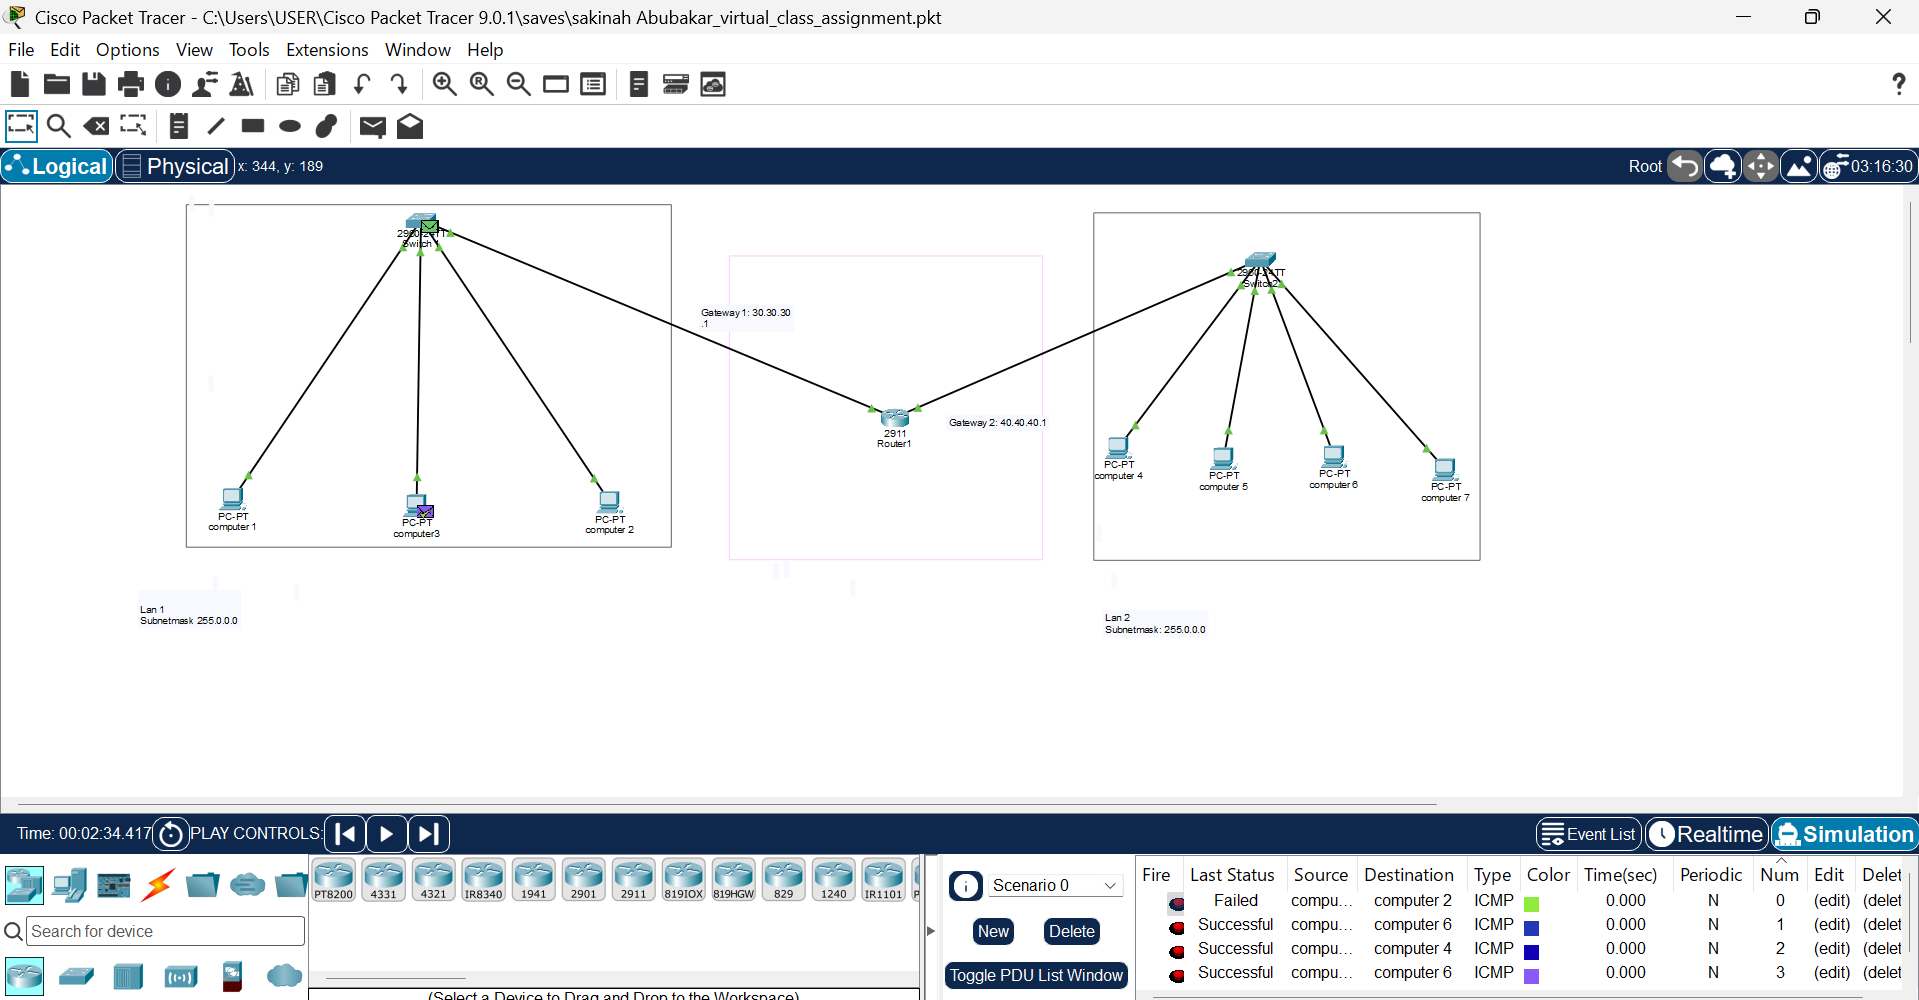 Cisco Packet Tracer - C:\Users\USER\Cisco Packet Tracer 9.0.1\saves\sakinah Abubakar_virtual_class_assignment.pkt
File Edit Options View Tools Extensions Window Help
?
Logical Physical x: 344, y: 189 Root 03:16:30
2960-24TT
Switch 1
2960-24TT
Switch2
Gateway 1: 30.30.30
.1
2911
Router1
Gateway 2: 40.40.40.1
PC-PT
computer 1
PC-PT
computer3
PC-PT
computer 2
PC-PT
computer 4
PC-PT
computer 5
PC-PT
computer 6
PC-PT
computer 7
Lan 1
Subnetmask 255.0.0.0
Lan 2
Subnetmask: 255.0.0.0
Time: 00:02:34.417 PLAY CONTROLS: Event List Realtime Simulation
PT8200 4331 4321 IR8340 1941 2901 2911 819IOX 819HGW 829 1240 IR1101
Search for device
(Select a Device to Drag and Drop to the Workspace)
Scenario 0
New Delete
Toggle PDU List Window
Fire Last Status Source Destination Type Color Time(sec) Periodic Num Edit Delet
Failed compu... computer 2 ICMP 0.000 N 0 (edit) (delet
Successful compu... computer 6 ICMP 0.000 N 1 (edit) (delet
Successful compu... computer 4 ICMP 0.000 N 2 (edit) (delet
Successful compu... computer 6 ICMP 0.000 N 3 (edit) (delet